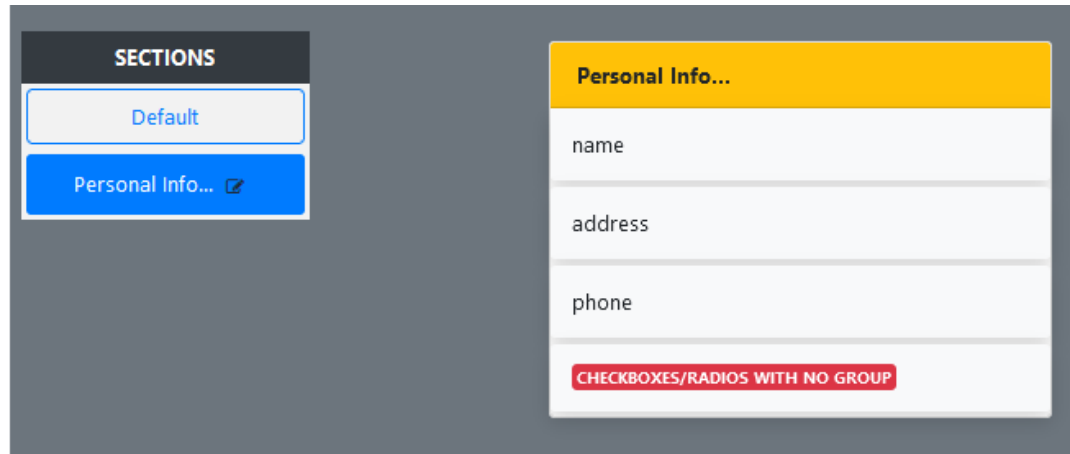 SECTIONS
Default
Personal Info...
Personal Info...
name
address
phone
CHECKBOXES/RADIOS WITH NO GROUP